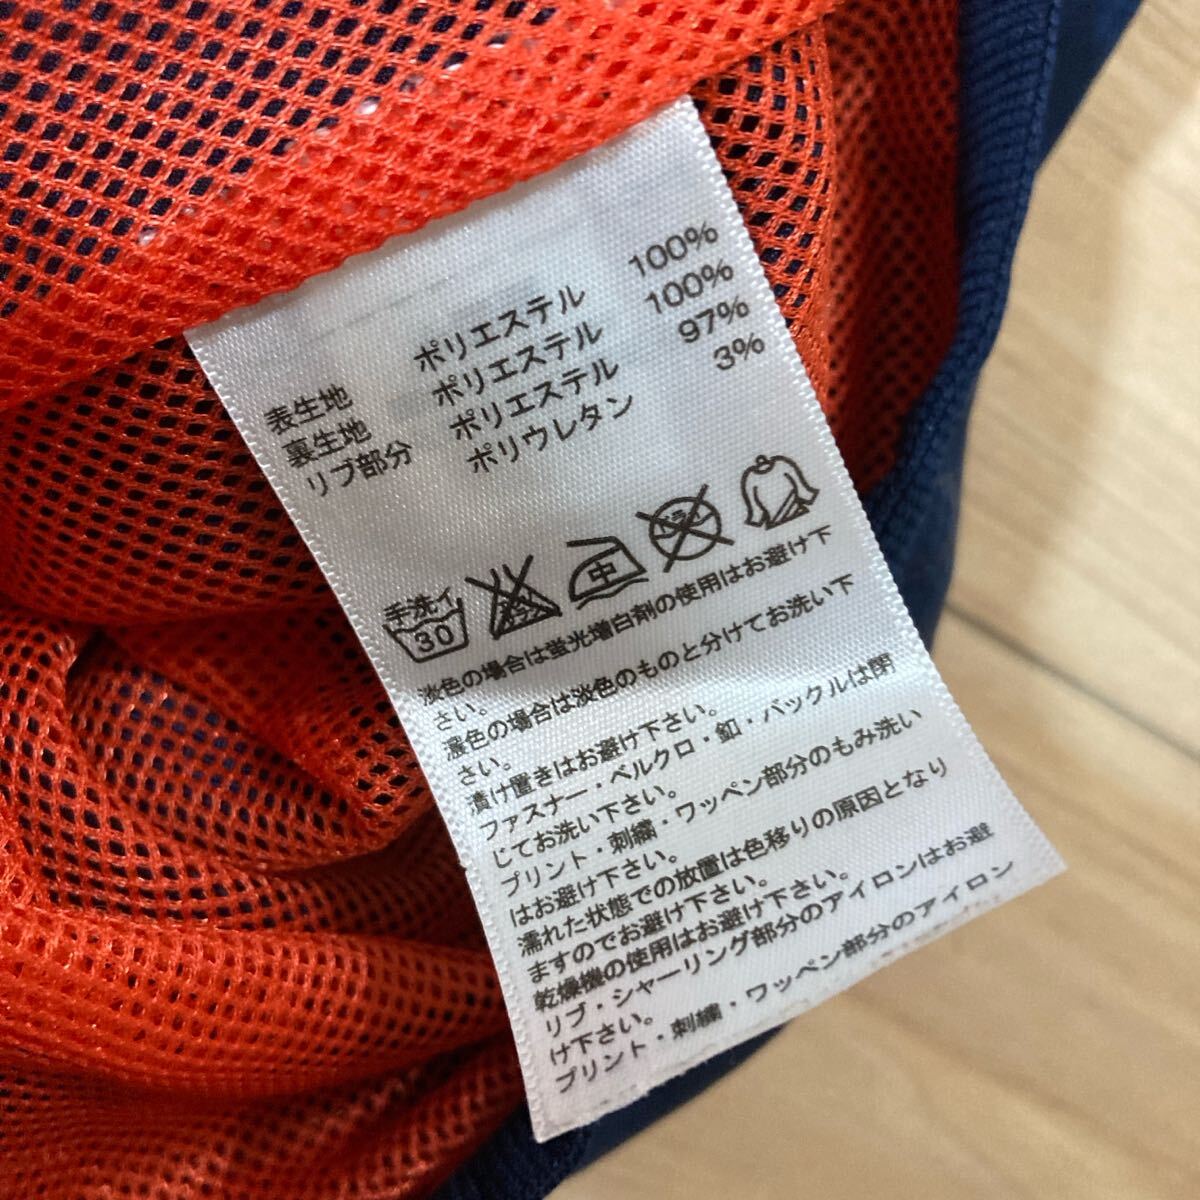 表生地 ポリエステル 100%
裏生地 ポリエステル 100%
リブ部分 ポリエステル 97%
ポリウレタン 3%
手洗イ
30
中
ドライ
淡色の場合は蛍光増白剤の使用はお避け下
さい。
濃色の場合は淡色のものと分けてお洗い下
さい。
漬け置きはお避け下さい。
ファスナー・ベルクロ・釦・バックルは閉
じてお洗い下さい。
プリント・刺繍・ワッペン部分のもみ洗い
はお避け下さい。
濡れた状態での放置は色移りの原因となり
ますのでお避け下さい。
乾燥機の使用はお避け下さい。
リブ・シャーリング部分のアイロンはお避
け下さい。
プリント・刺繍・ワッペン部分のアイロン